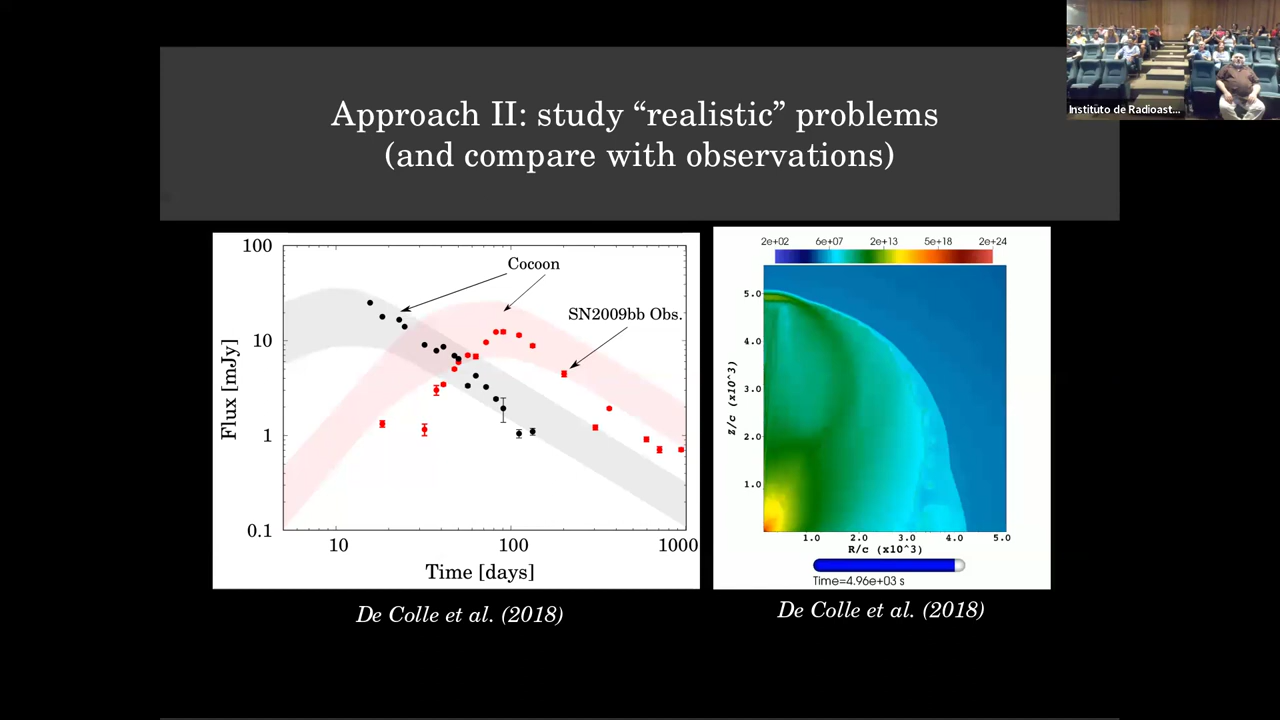 Instituto de Radioast...
Approach II: study “realistic” problems
(and compare with observations)
100
10
1
0.1
Flux [mJy]
Cocoon
SN2009bb Obs.
10
100
1000
Time [days]
De Colle et al. (2018)
2e+02 6e+07 2e+13 5e+18 2e+24
5.0
4.0
3.0
2.0
1.0
Z/c (x10^3)
1.0 2.0 3.0 4.0 5.0
R/c (x10^3)
Time=4.96e+03 s
De Colle et al. (2018)